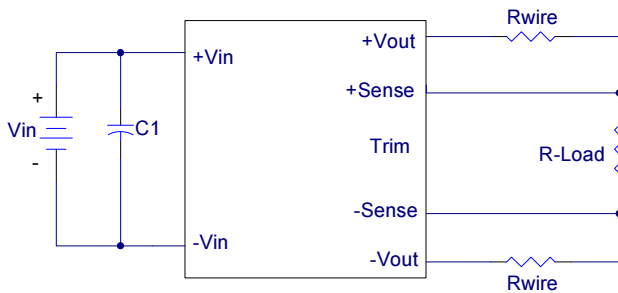 Rwire
+Vout
+Vin
+Sense
+
Vin
C1
Trim
R-Load
-
-Sense
-Vin
-Vout
Rwire